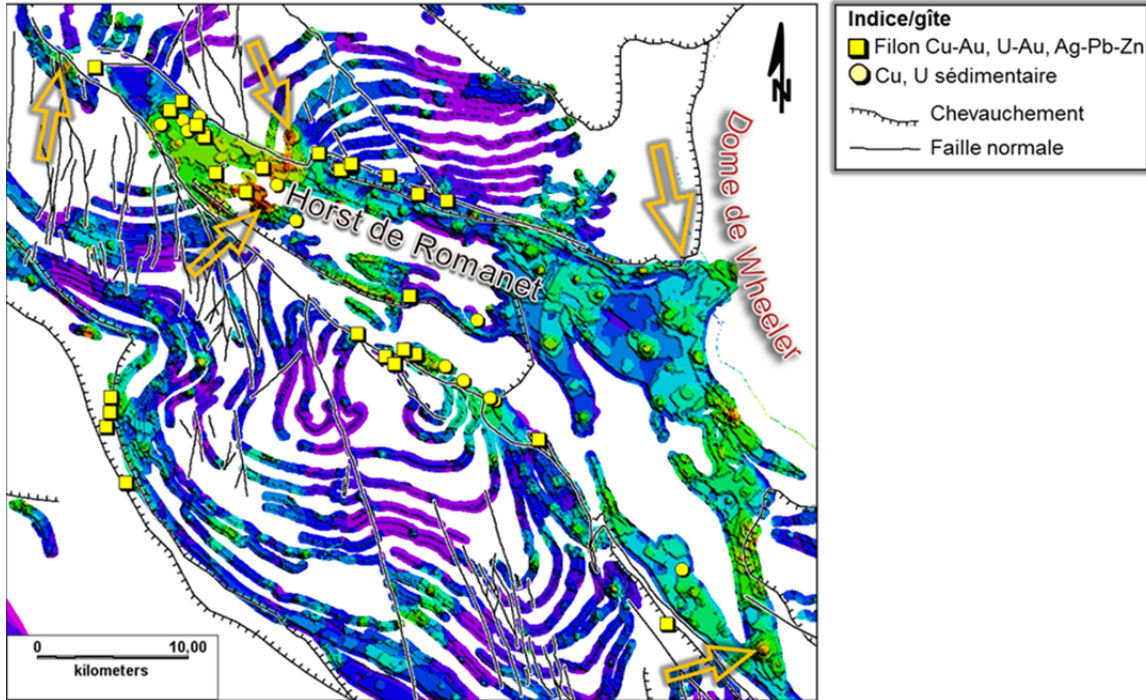 Indice/gîte
Filon Cu-Au, U-Au, Ag-Pb-Zn
Cu, U sédimentaire
Chevauchement
Faille normale
N
Dome de Wheeler
Horst de Romanet
0 10,00
kilometers